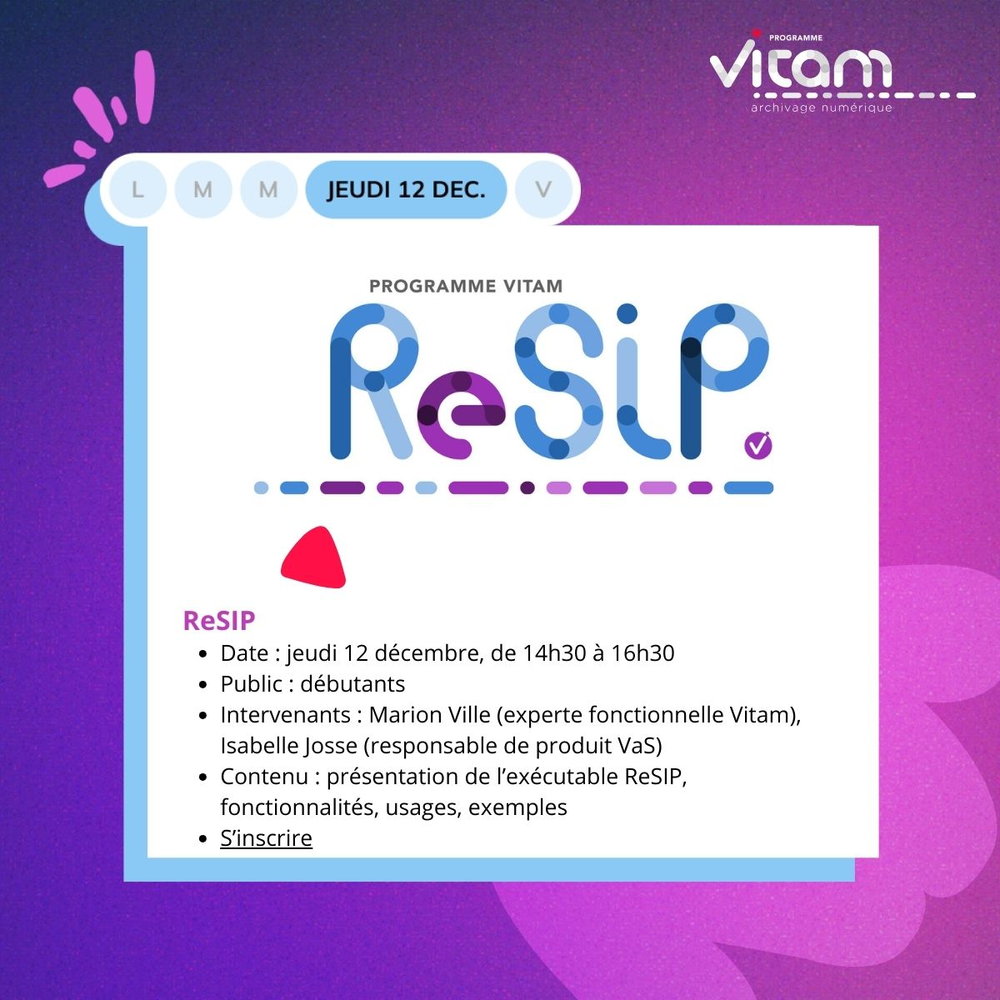 PROGRAMME
vitam
archivage numérique
L M M JEUDI 12 DEC. V
PROGRAMME VITAM
ReSiP
ReSIP
• Date : jeudi 12 décembre, de 14h30 à 16h30
• Public : débutants
• Intervenants : Marion Ville (experte fonctionnelle Vitam),
Isabelle Josse (responsable de produit VaS)
• Contenu : présentation de l’exécutable ReSIP,
fonctionnalités, usages, exemples
• S’inscrire